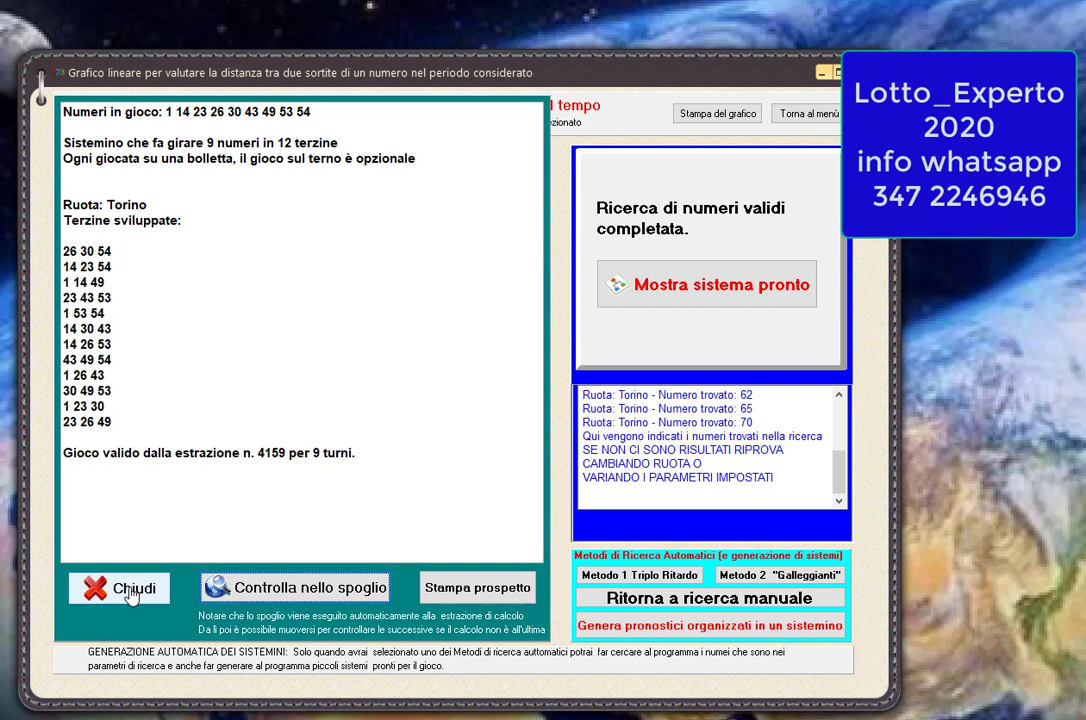 Grafico lineare per valutare la distanza tra due sortite di un numero nel periodo considerato
Lotto_Experto
2020
info whatsapp
347 2246946
l tempo
zionato
Stampa del grafico
Torna al menù
Numeri in gioco: 1 14 23 26 30 43 49 53 54
Sistemino che fa girare 9 numeri in 12 terzine
Ogni giocata su una bolletta, il gioco sul terno è opzionale
Ruota: Torino
Terzine sviluppate:
26 30 54
14 23 54
1 14 49
23 43 53
1 53 54
14 30 43
14 26 53
43 49 54
1 26 43
30 49 53
1 23 30
23 26 49
Gioco valido dalla estrazione n. 4159 per 9 turni.
Chiudi
Controlla nello spoglio
Stampa prospetto
Notare che lo spoglio viene eseguito automaticamente alla estrazione di calcolo
Da lì poi è possibile muoversi per controllare le successive se il calcolo non è all'ultima
Ricerca di numeri validi
completata.
Mostra sistema pronto
Ruota: Torino - Numero trovato: 62
Ruota: Torino - Numero trovato: 65
Ruota: Torino - Numero trovato: 70
Qui vengono indicati i numeri trovati nella ricerca
SE NON CI SONO RISULTATI RIPROVA
CAMBIANDO RUOTA O
VARIANDO I PARAMETRI IMPOSTATI
Metodi di Ricerca Automatici (e generazione di sistemi)
Metodo 1 Triplo Ritardo
Metodo 2 "Galleggianti"
Ritorna a ricerca manuale
Genera pronostici organizzati in un sistemino
GENERAZIONE AUTOMATICA DEI SISTEMINI: Solo quando avrai selezionato uno dei Metodi di ricerca auttomatici potrai far cercare al programma i numei che sono nei
parametri di ricerca e anche far generare al programma piccoli sistemi pronti per il gioco.